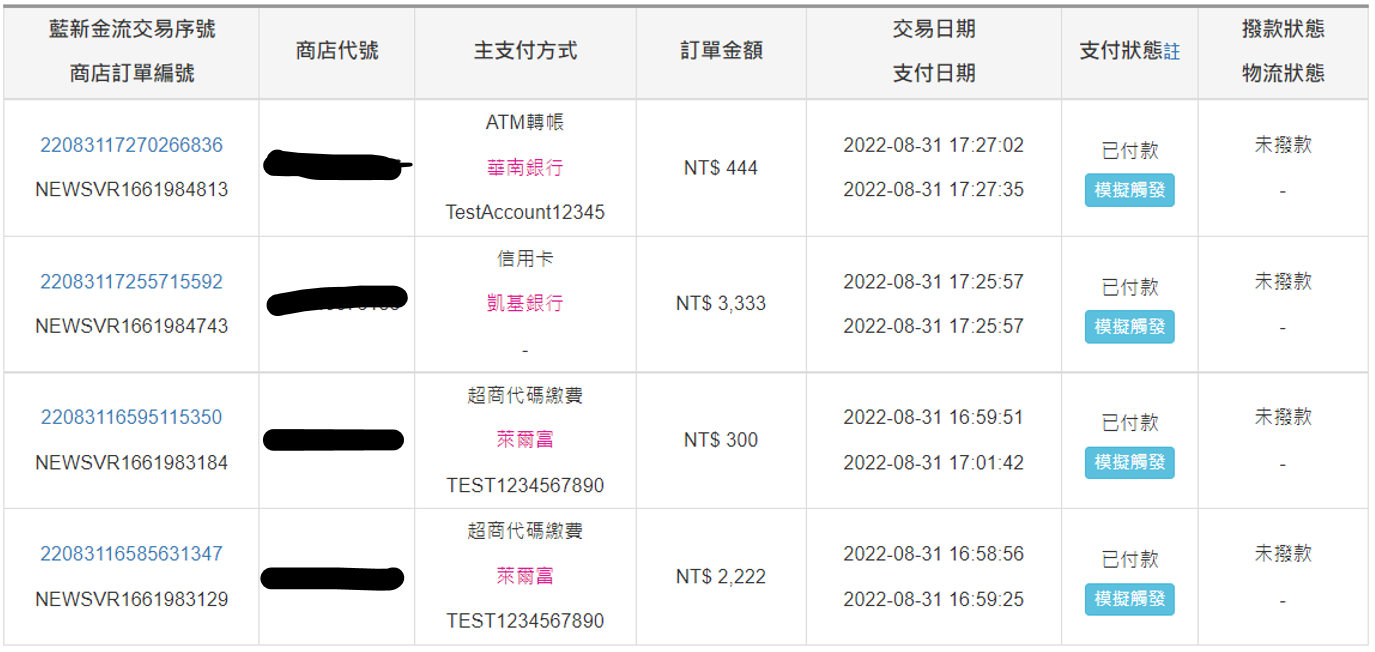 藍新金流交易序號
商店訂單編號
商店代號
主支付方式
訂單金額
交易日期
支付日期
支付狀態註
撥款狀態
物流狀態
22083117270266836
NEWSVR1661984813
ATM轉帳
華南銀行
TestAccount12345
NT$ 444
2022-08-31 17:27:02
2022-08-31 17:27:35
已付款
模擬觸發
未撥款
-
22083117255715592
NEWSVR1661984743
信用卡
凱基銀行
-
NT$ 3,333
2022-08-31 17:25:57
2022-08-31 17:25:57
已付款
模擬觸發
未撥款
-
22083116595115350
NEWSVR1661983184
超商代碼繳費
萊爾富
TEST1234567890
NT$ 300
2022-08-31 16:59:51
2022-08-31 17:01:42
已付款
模擬觸發
未撥款
-
22083116585631347
NEWSVR1661983129
超商代碼繳費
萊爾富
TEST1234567890
NT$ 2,222
2022-08-31 16:58:56
2022-08-31 16:59:25
已付款
模擬觸發
未撥款
-